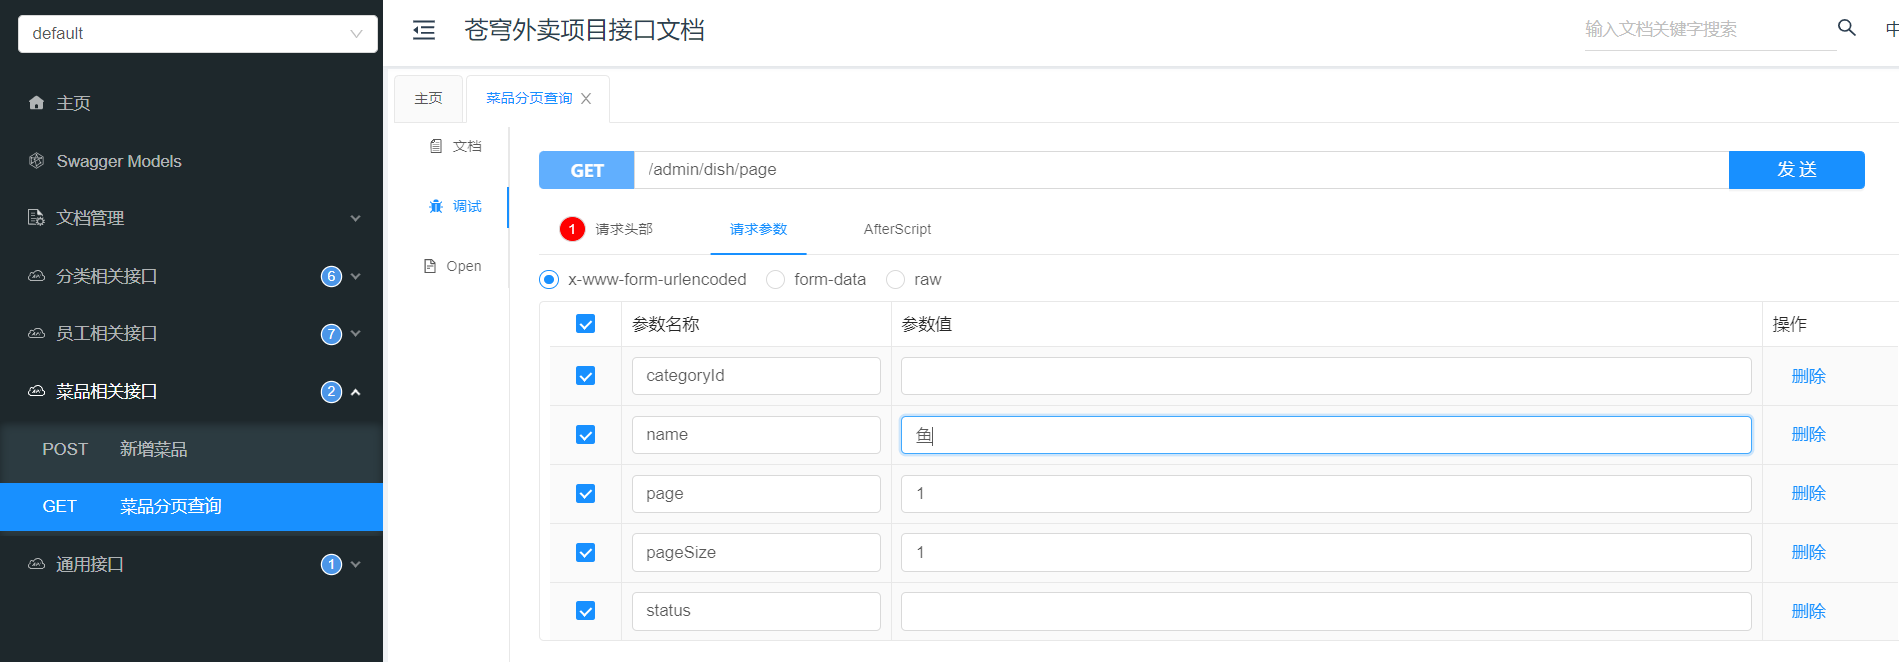 default
主页
Swagger Models
文档管理
分类相关接口 6
员工相关接口 7
菜品相关接口 2
POST 新增菜品
GET 菜品分页查询
通用接口 1
苍穹外卖项目接口文档
输入文档关键字搜索
中
主页 菜品分页查询
文档
调试
Open
GET /admin/dish/page 发 送
1 请求头部 请求参数 AfterScript
x-www-form-urlencoded form-data raw
参数名称 参数值 操作
categoryId 删除
name 鱼 删除
page 1 删除
pageSize 1 删除
status 删除